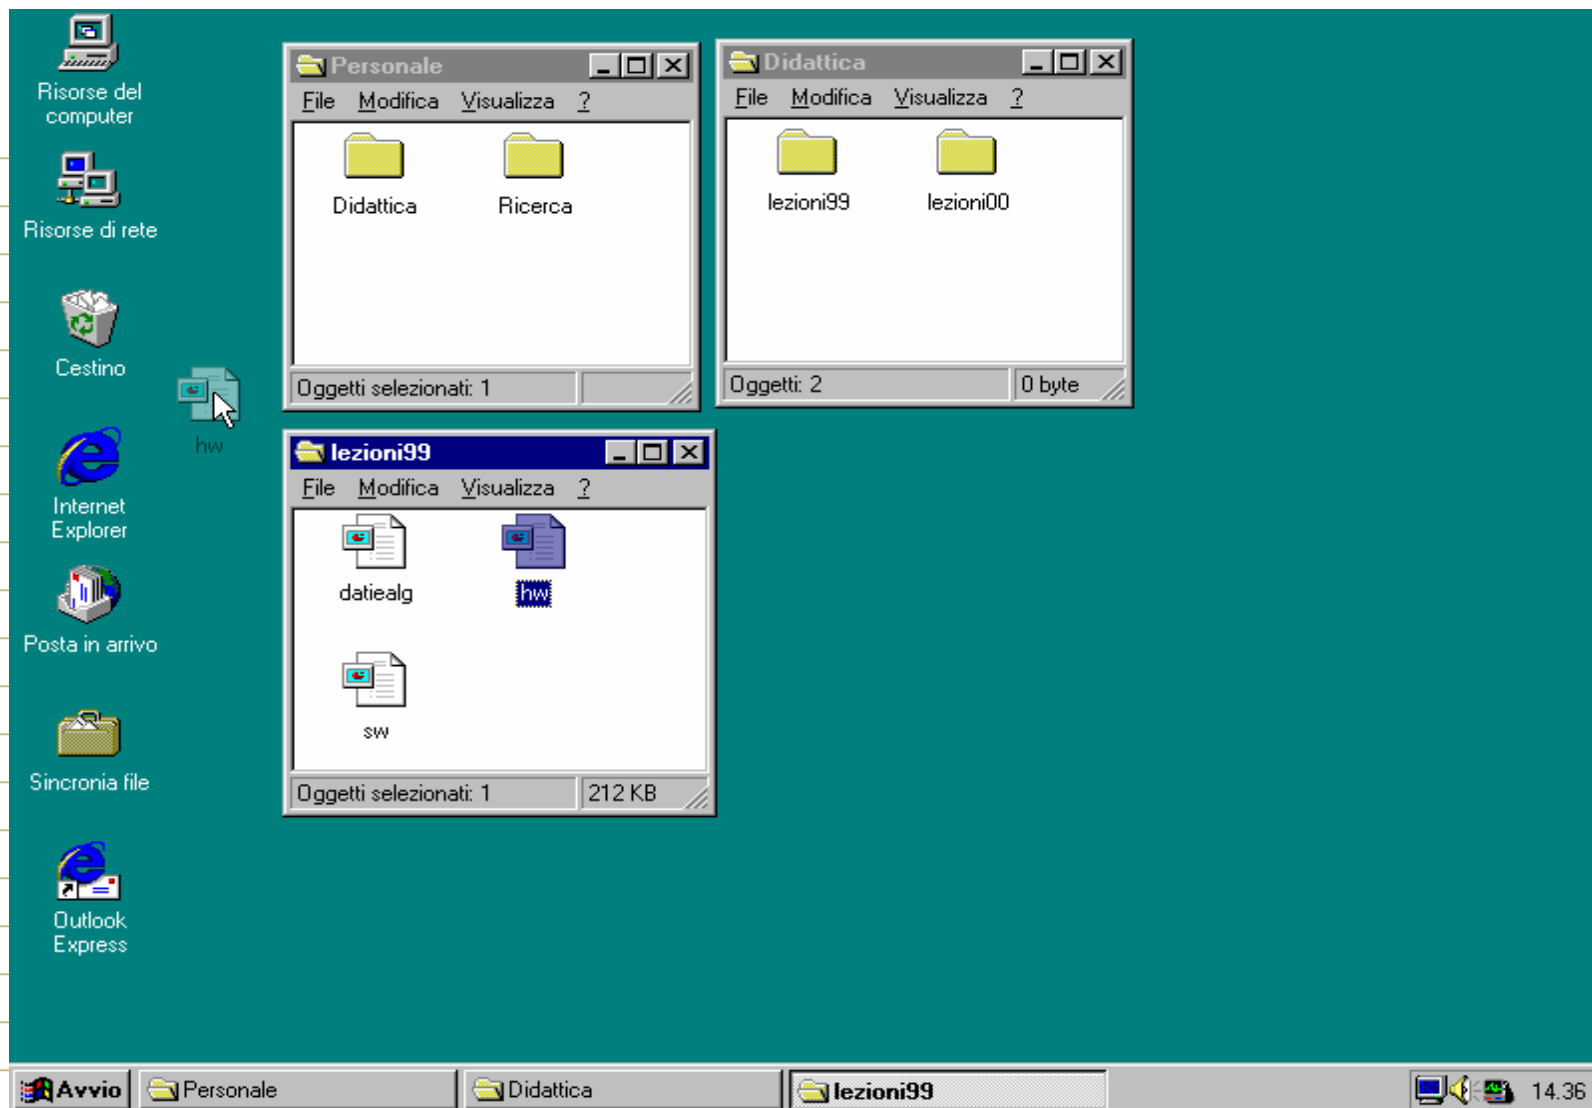 Risorse del
computer
Risorse di rete
Cestino
hw
Internet
Explorer
Posta in arrivo
Sincronia file
Outlook
Express
Personale
File Modifica Visualizza ?
Didattica Ricerca
Oggetti selezionati: 1
Didattica
File Modifica Visualizza ?
lezioni99 lezioni00
Oggetti: 2 0 byte
lezioni99
File Modifica Visualizza ?
datiealg hw
sw
Oggetti selezionati: 1 212 KB
Avvio Personale Didattica lezioni99 14.36